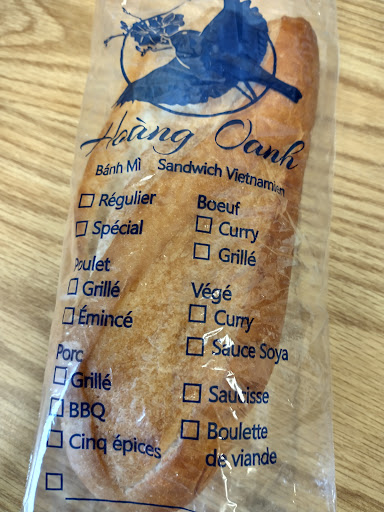 Hoàng Oanh
Bánh Mì Sandwich Vietnamien
Régulier
Spécial
Poulet
Grillé
Émincé
Porc
Grillé
BBQ
Cinq épices
Boeuf
Curry
Grillé
Végé
Curry
Sauce Soya
Saucisse
Boulette
de viande